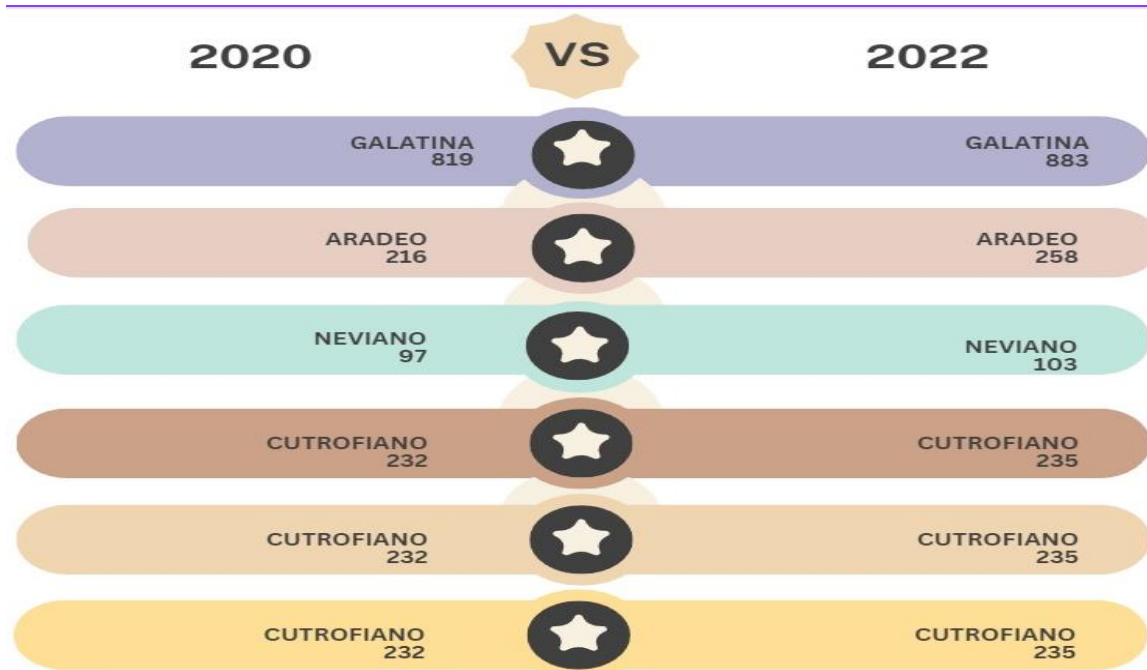 2020
VS
2022
GALATINA
819
GALATINA
883
ARADEO
216
ARADEO
258
NEVIANO
97
NEVIANO
103
CUTROFIANO
232
CUTROFIANO
235
CUTROFIANO
232
CUTROFIANO
235
CUTROFIANO
232
CUTROFIANO
235